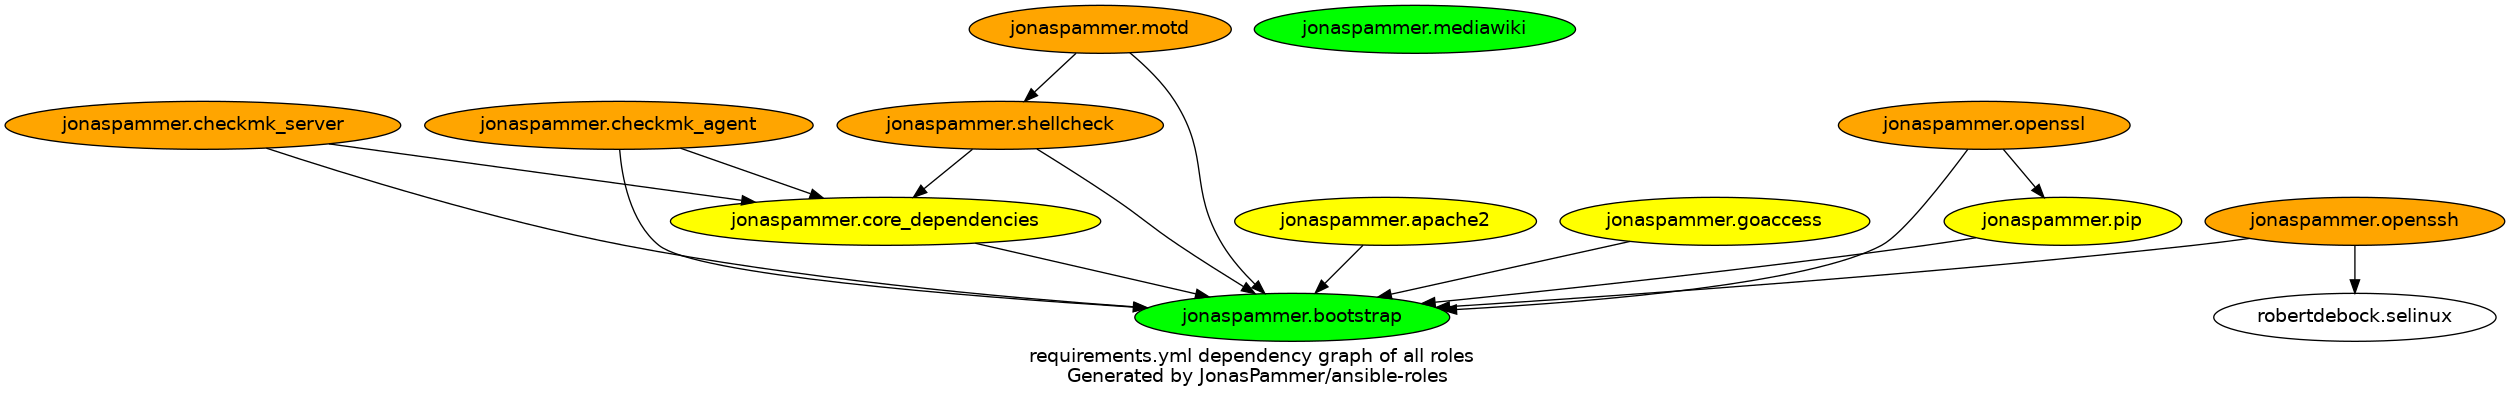 jonaspammer.motd
jonaspammer.mediawiki
jonaspammer.checkmk_server
jonaspammer.checkmk_agent
jonaspammer.shellcheck
jonaspammer.openssl
jonaspammer.core_dependencies
jonaspammer.apache2
jonaspammer.goaccess
jonaspammer.pip
jonaspammer.openssh
jonaspammer.bootstrap
robertdebock.selinux
requirements.yml dependency graph of all roles
Generated by JonasPammer/ansible-roles